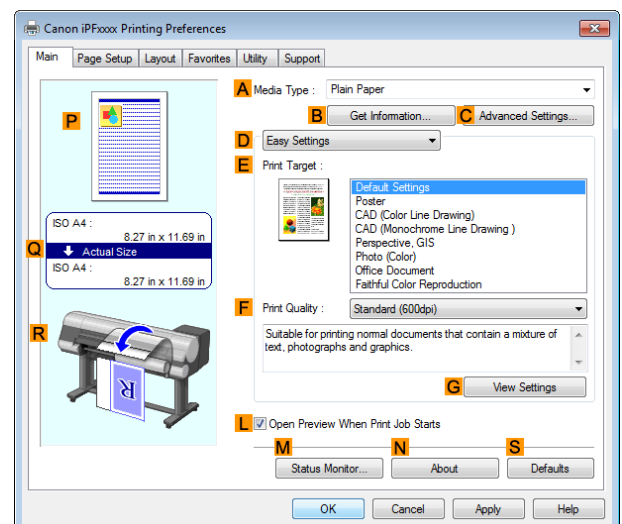 Canon iPFxxxx Printing Preferences
Main Page Setup Layout Favorites Utility Support
A Media Type : Plain Paper
B Get Information... C Advanced Settings...
D Easy Settings
E Print Target :
Default Settings
Poster
CAD (Color Line Drawing)
CAD (Monochrome Line Drawing )
Perspective, GIS
Photo (Color)
Office Document
Faithful Color Reproduction
F Print Quality : Standard (600dpi)
Suitable for printing normal documents that contain a mixture of
text, photographs and graphics.
G View Settings
L Open Preview When Print Job Starts
M N S
Status Monitor... About Defaults
P
ISO A4 :
8.27 in x 11.69 in
Q Actual Size
ISO A4 :
8.27 in x 11.69 in
R
R
OK Cancel Apply Help